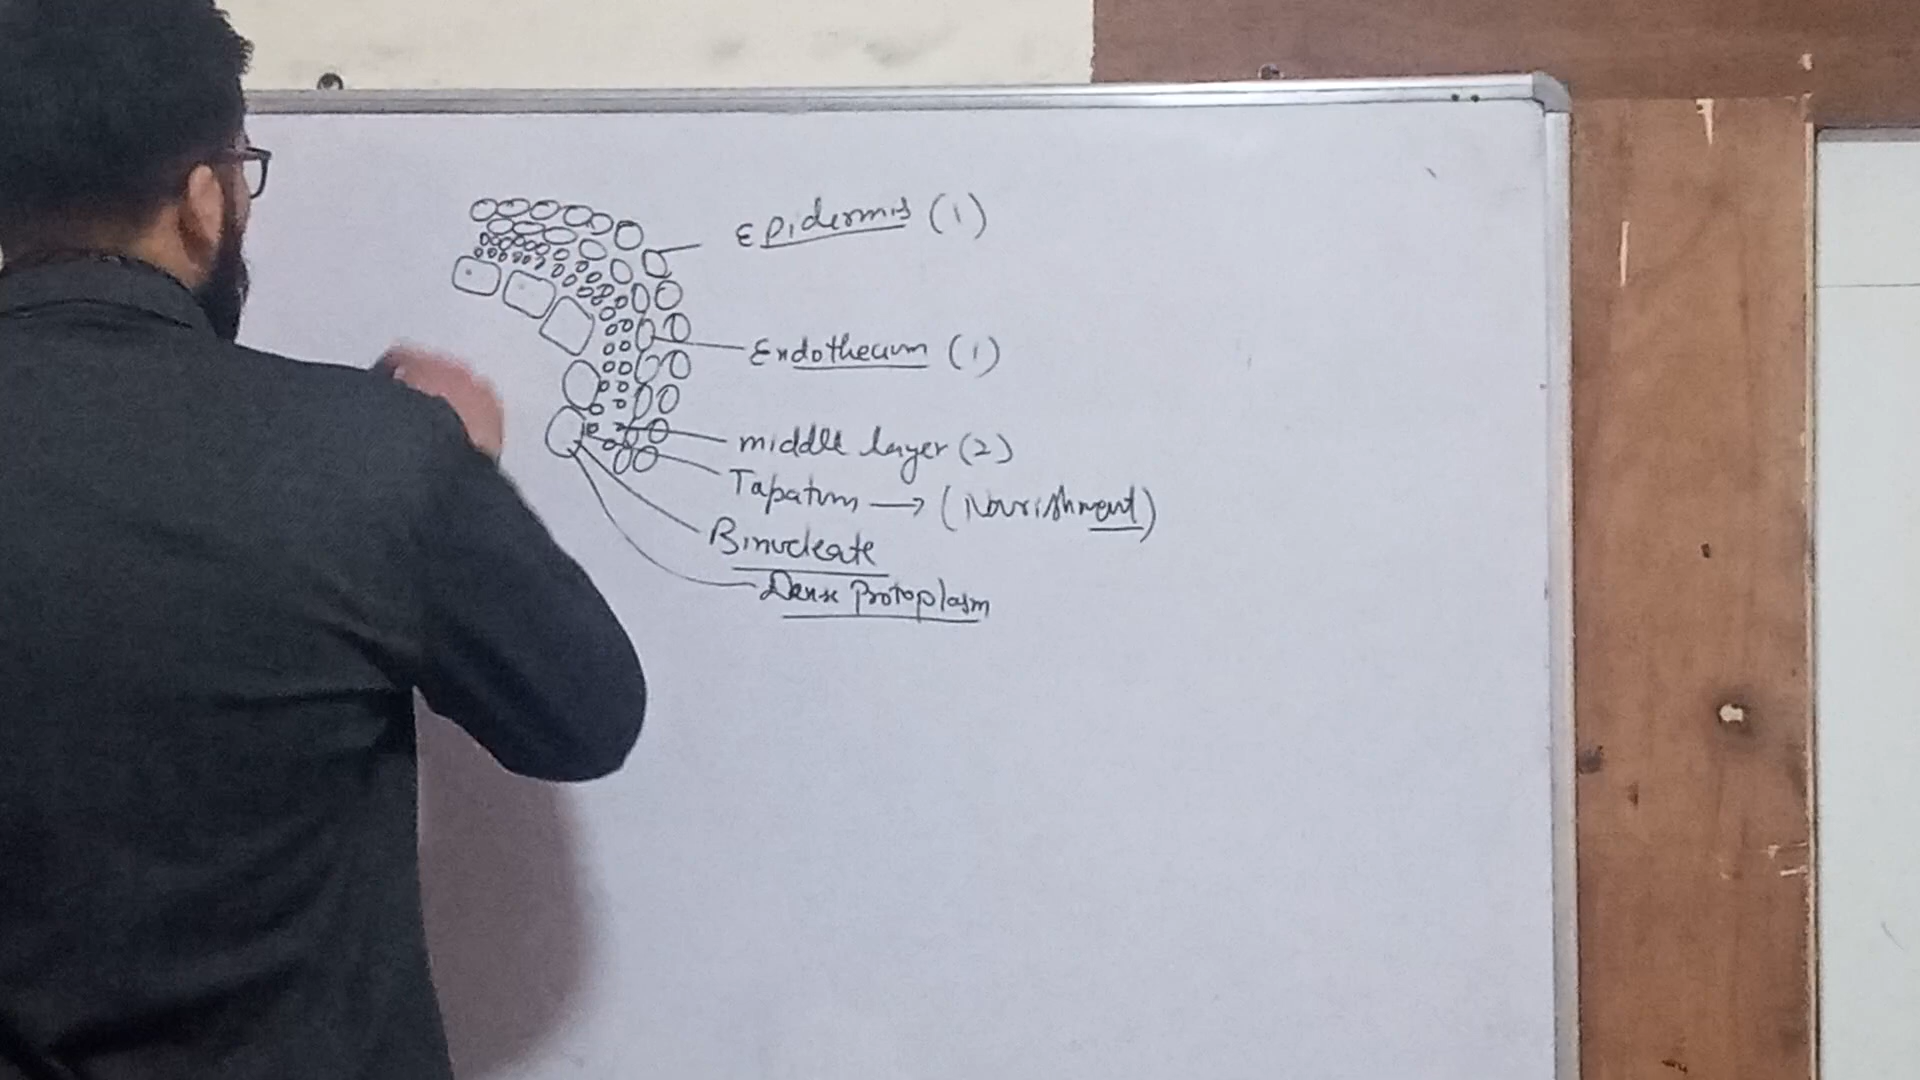 Epidermis (1)
Endothecium (1)
middle layer (2)
Tapatum → (Nourishment)
Binucleate
Dense Protoplasm